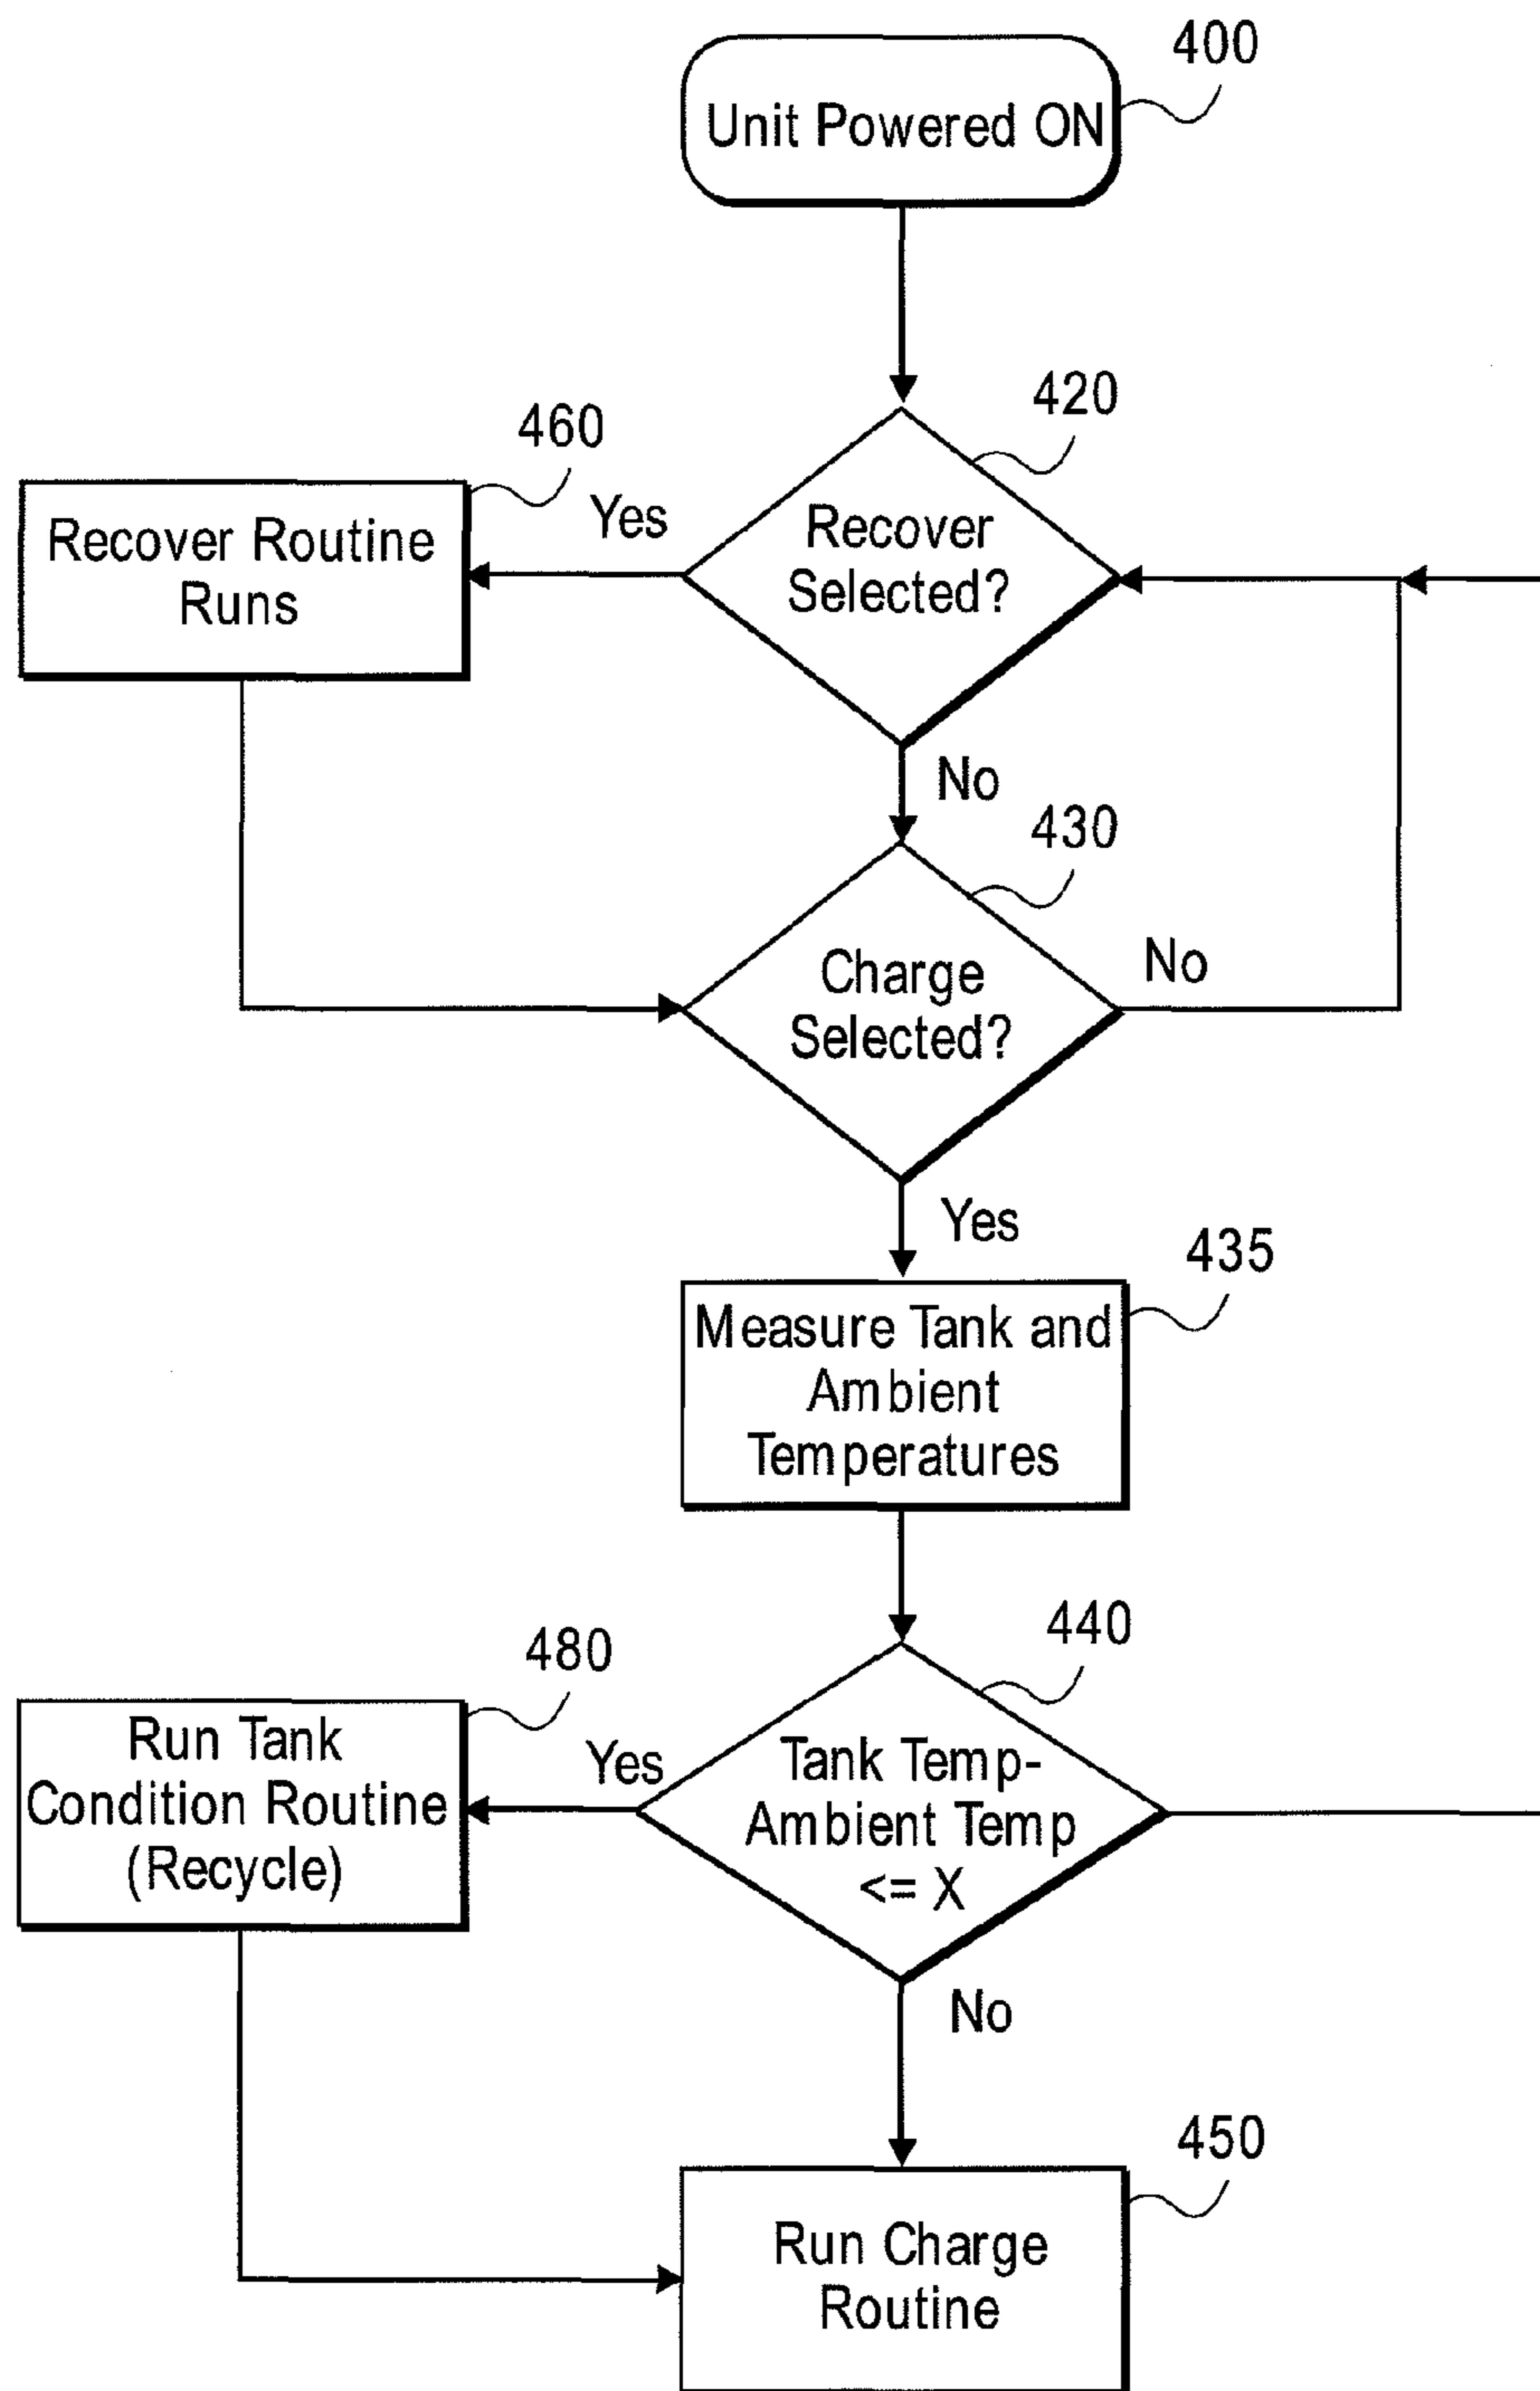 400
Unit Powered ON
420
460
Yes
Recover
Selected?
Recover Routine
Runs
No
430
Charge
Selected?
No
Yes
435
Measure Tank and
Ambient
Temperatures
440
480
Run Tank
Condition Routine
(Recycle)
Yes
Tank Temp-
Ambient Temp
<= X
No
450
Run Charge
Routine